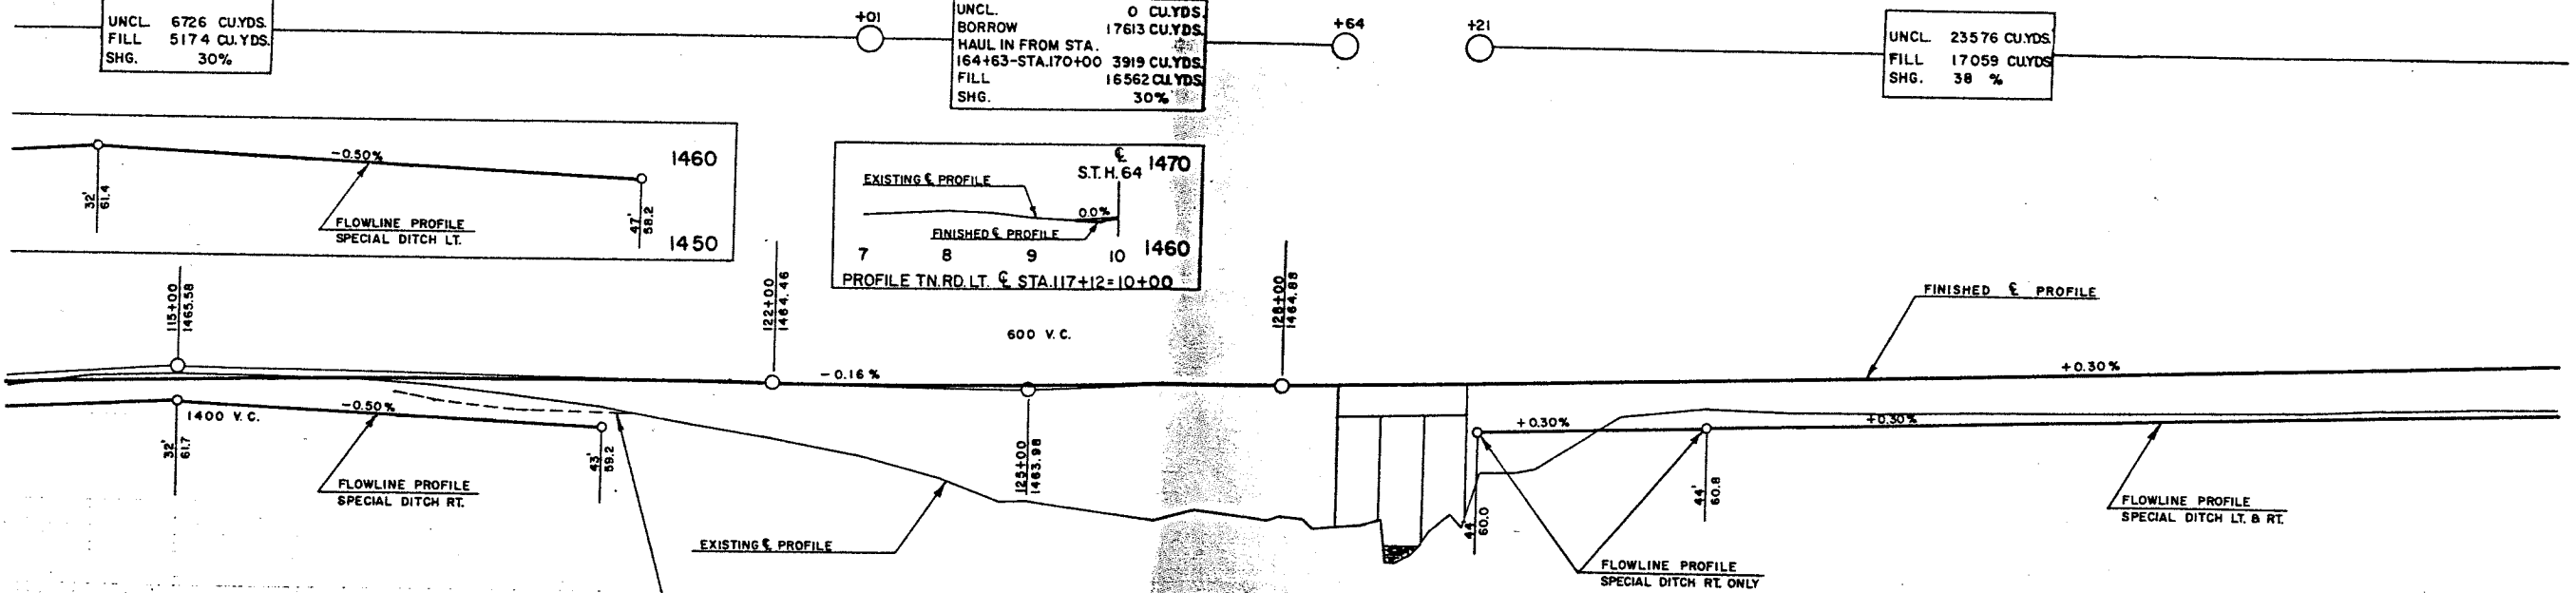 UNCL. 6726 CU.YDS.
FILL 5174 CU.YDS.
SHG. 30%
+01
UNCL. 0 CU.YDS.
BORROW 17613 CU.YDS.
HAUL IN FROM STA.
164+63-STA.170+00 3919 CU.YDS.
FILL 16562 CU.YDS.
SHG. 30%
+64
+21
UNCL. 23576 CU.YDS.
FILL 17059 CU.YDS
SHG. 38 %
-0.50%
1460
32'
61.4
47'
58.2
FLOWLINE PROFILE
SPECIAL DITCH LT.
1450
℄ 1470
S.T.H. 64
EXISTING ℄ PROFILE
0.0%
FINISHED ℄ PROFILE
1460
7 8 9 10
PROFILE TN.RD.LT. ℄ STA.117+12=10+00
115+00
1465.58
122+00
1464.46
600 V.C.
128+00
1464.88
FINISHED ℄ PROFILE
-0.16%
+0.30%
-0.50%
1400 V.C.
32'
61.7
43'
59.2
FLOWLINE PROFILE
SPECIAL DITCH RT.
125+00
1463.98
EXISTING ℄ PROFILE
+0.30%
+0.30%
44'
60.0
44'
60.8
FLOWLINE PROFILE
SPECIAL DITCH RT. ONLY
FLOWLINE PROFILE
SPECIAL DITCH LT. & RT.